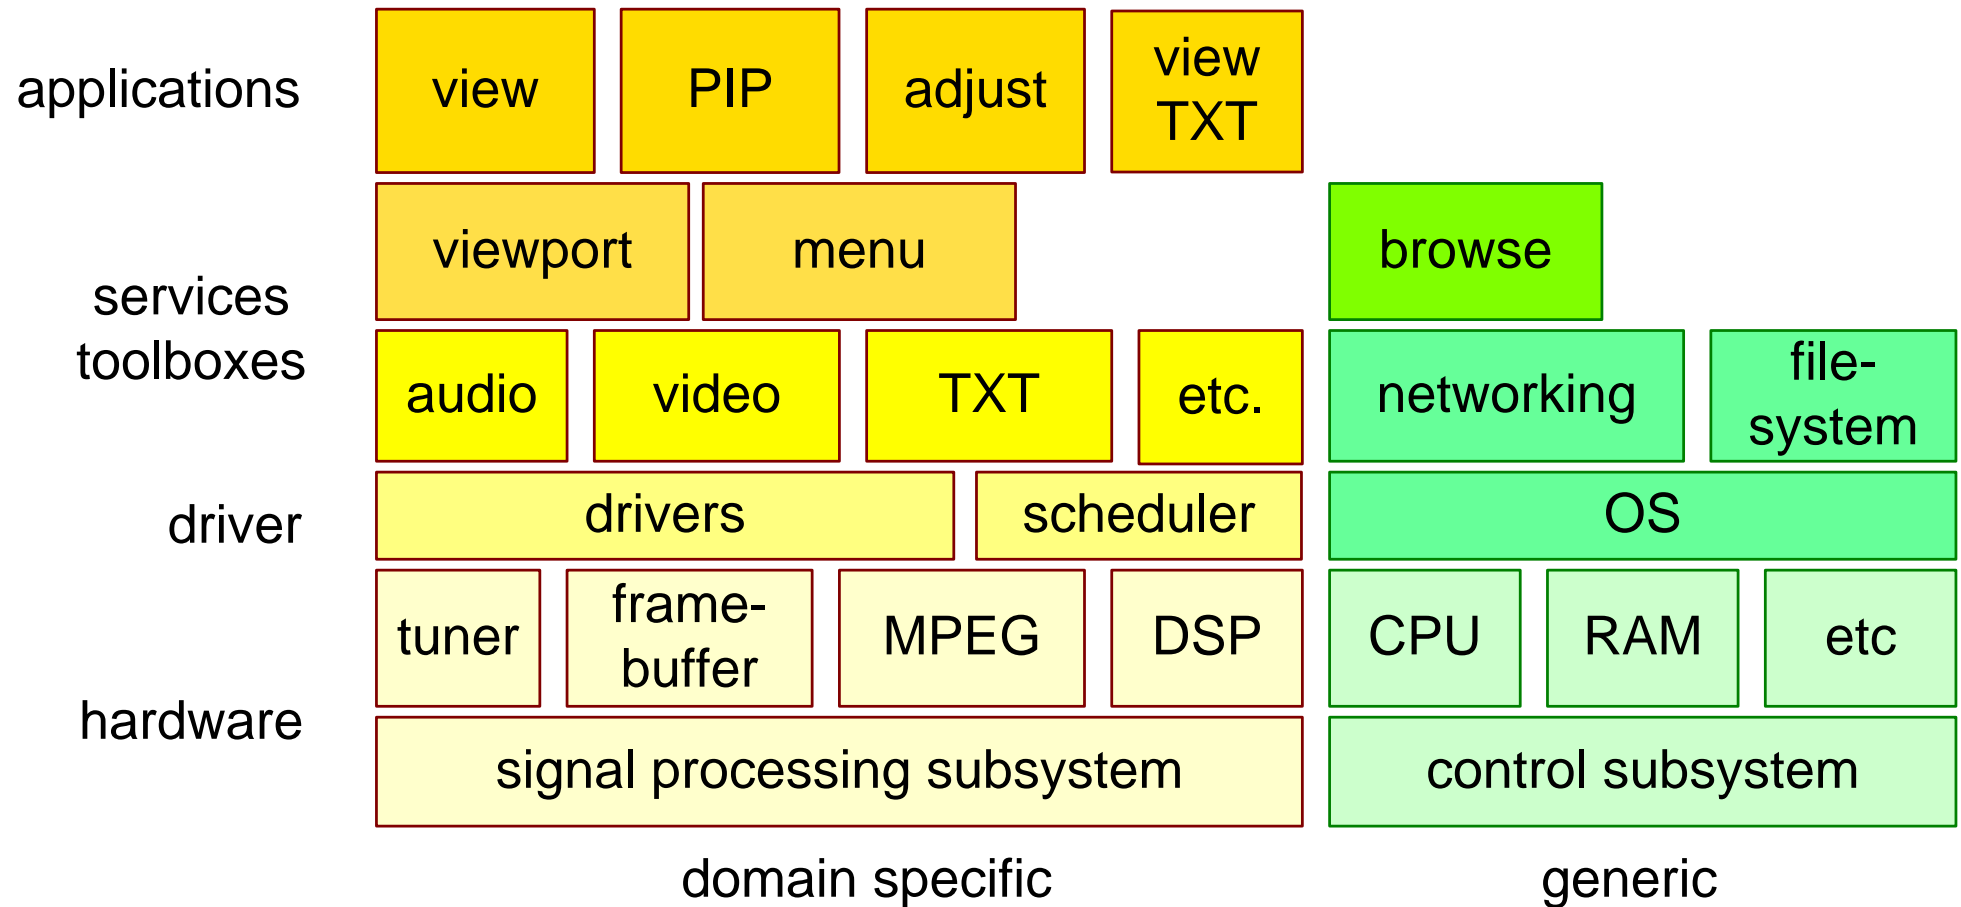 applications
view
PIP
adjust
view
TXT
services
toolboxes
viewport
menu
browse
audio
video
TXT
etc.
networking
file-
system
driver
drivers
scheduler
OS
hardware
tuner
frame-
buffer
MPEG
DSP
CPU
RAM
etc
signal processing subsystem
control subsystem
domain specific
generic